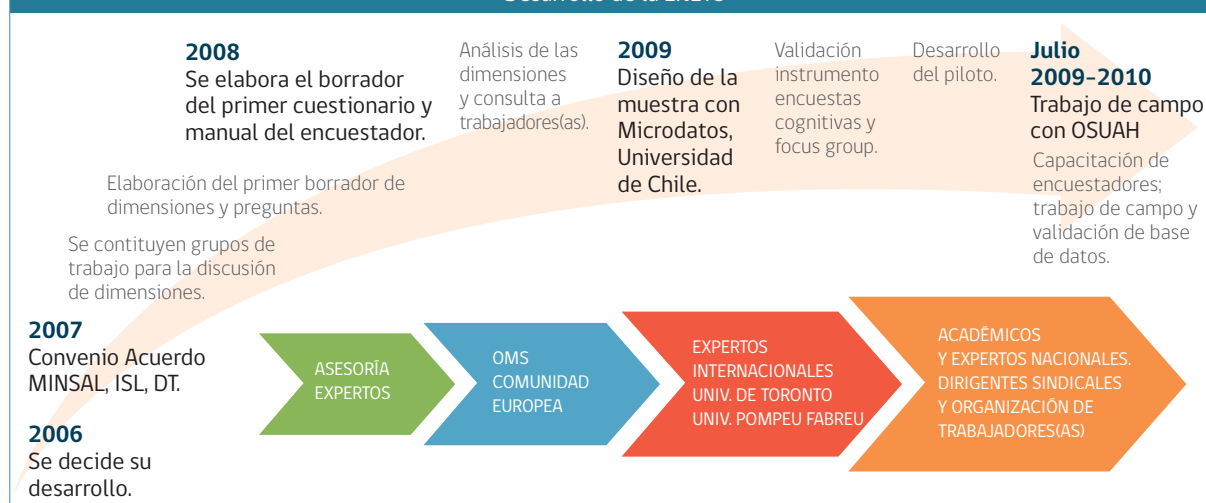 2008
Se elabora el borrador
del primer cuestionario y
manual del encuestador.
Análisis de las
dimensiones
y consulta a
trabajadores(as).
2009
Diseño de la
muestra con
Microdatos,
Universidad
de Chile.
Validación
instrumento
encuestas
cognitivas y
focus group.
Desarrollo
del piloto.
Julio
2009-2010
Trabajo de campo
con OSUAH
Capacitación de
encuestadores;
trabajo de campo y
validación de base
de datos.
Elaboración del primer borrador de
dimensiones y preguntas.
Se contituyen grupos de
trabajo para la discusión
de dimensiones.
2007
Convenio Acuerdo
MINSAL, ISL, DT.
2006
Se decide su
desarrollo.
ASESORÍA
EXPERTOS
OMS
COMUNIDAD
EUROPEA
EXPERTOS
INTERNACIONALES
UNIV. DE TORONTO
UNIV. POMPEU FABREU
ACADÉMICOS
Y EXPERTOS NACIONALES.
DIRIGENTES SINDICALES
Y ORGANIZACIÓN DE
TRABAJADORES(AS)